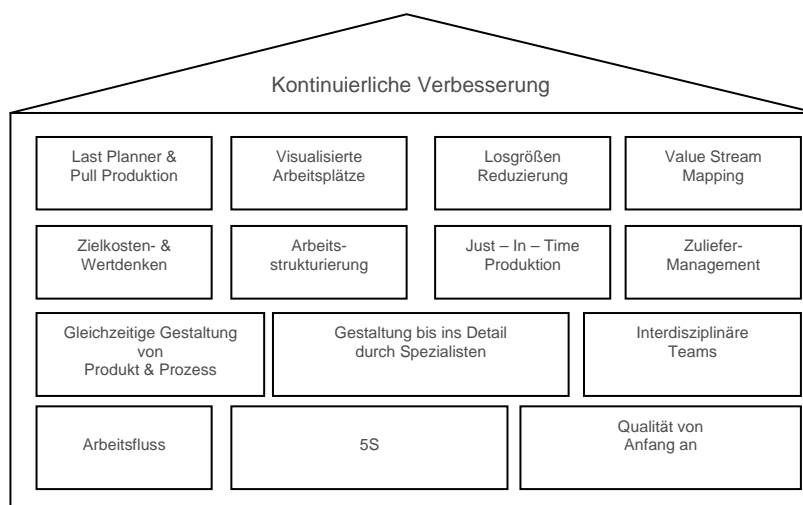 Kontinuierliche Verbesserung
Last Planner &
Pull Produktion
Visualisierte
Arbeitsplätze
Losgrößen
Reduzierung
Value Stream
Mapping
Zielkosten- &
Wertdenken
Arbeits-
strukturierung
Just – In – Time
Produktion
Zuliefer-
Management
Gleichzeitige Gestaltung
von
Produkt & Prozess
Gestaltung bis ins Detail
durch Spezialisten
Interdisziplinäre
Teams
Arbeitsfluss
5S
Qualität von
Anfang an